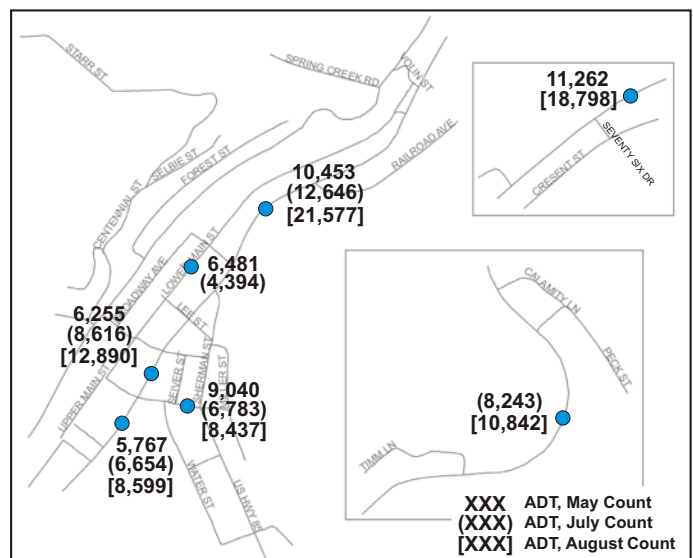 STARR ST
SPRING CREEK RD
VOLIN ST
RAILROAD AVE
SELBIE ST
FOREST ST
CENTENNIAL ST
11,262
[18,798]
SEVENTY SIX DR
CRESENT ST
10,453
(12,646)
[21,577]
LOWER MAIN ST
6,481
(4,394)
6,255
(8,616)
[12,890]
LEE ST
SEIVER ST
SHERMAN ST
UPPER MAIN ST
9,040
(6,783)
[8,437]
5,767
(6,654)
[8,599]
WATER ST
US HWY 85
CALAMITY LN
PECK ST
(8,243)
[10,842]
TIMM LN
XXX ADT, May Count
(XXX) ADT, July Count
[XXX] ADT, August Count